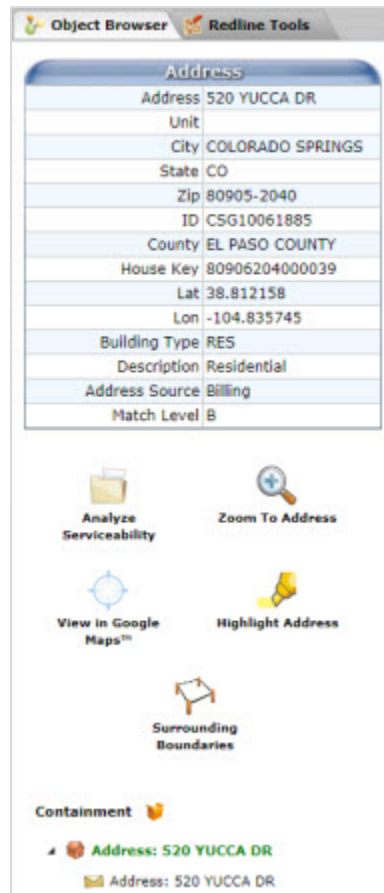 Object Browser Redline Tools
Address
Address 520 YUCCA DR
Unit
City COLORADO SPRINGS
State CO
Zip 80905-2040
ID CSG10061885
County EL PASO COUNTY
House Key 80906204000039
Lat 38.812158
Lon -104.835745
Building Type RES
Description Residential
Address Source Billing
Match Level B
Analyze Serviceability
Zoom To Address
View in Google Maps™
Highlight Address
Surrounding Boundaries
Containment
Address: 520 YUCCA DR
Address: 520 YUCCA DR